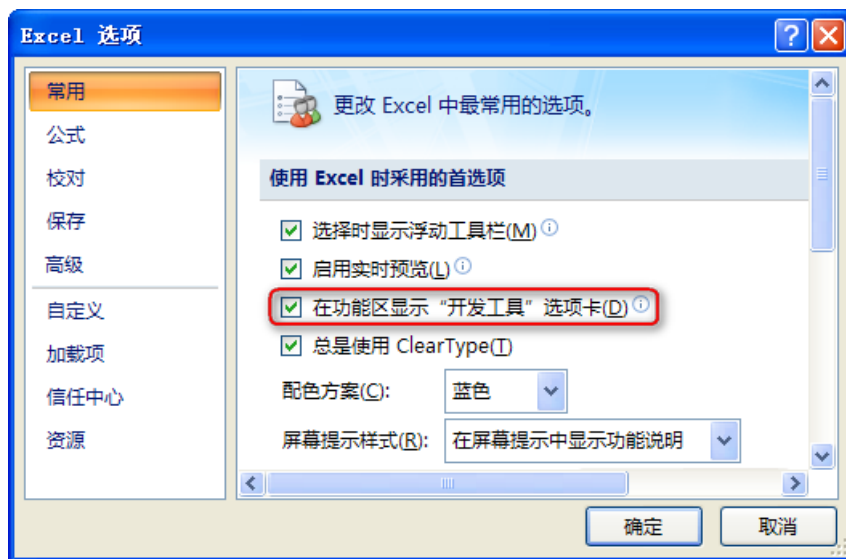 Excel 选项
常用
公式
校对
保存
高级
自定义
加载项
信任中心
资源
更改 Excel 中最常用的选项。
使用 Excel 时采用的首选项
选择时显示浮动工具栏(M)
启用实时预览(L)
在功能区显示“开发工具”选项卡(D)
总是使用 ClearType(T)
配色方案(C): 蓝色
屏幕提示样式(R): 在屏幕提示中显示功能说明
确定 取消